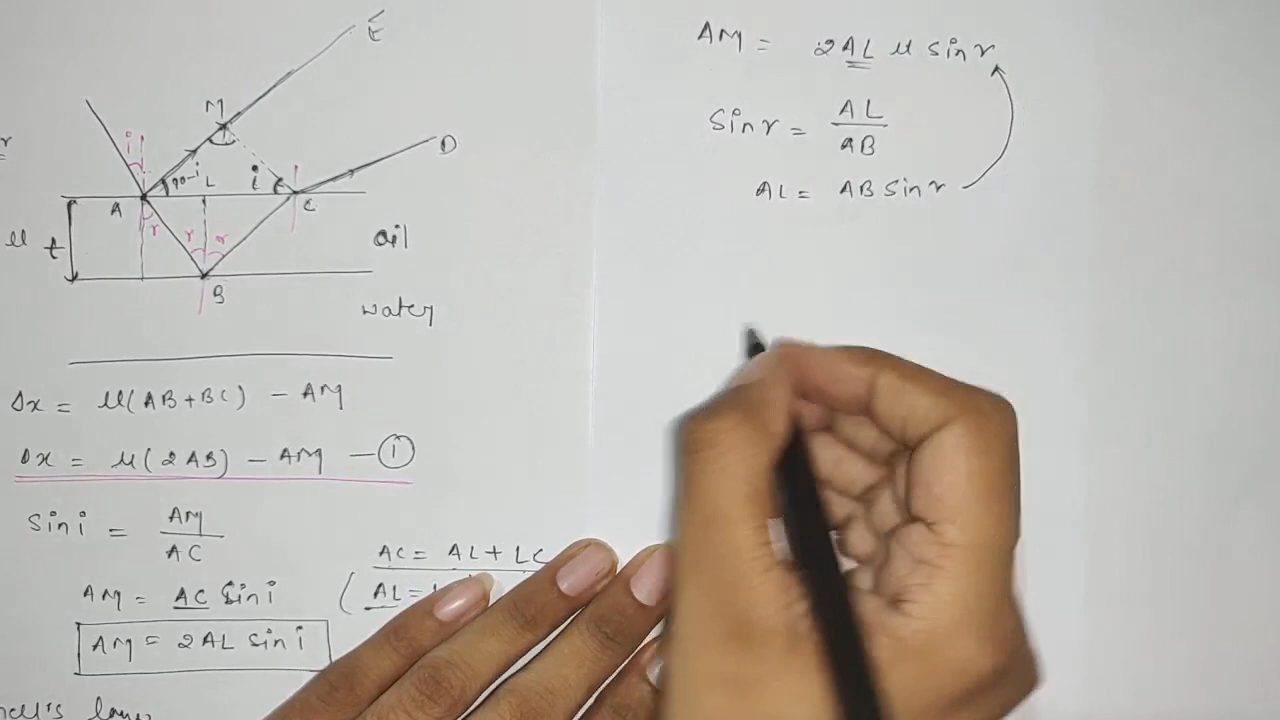 E
M
D
i
i
90-i
L
A
C
r
r
r
μ
t
oil
B
water
Δx = μ(AB+BC) - AM
Δx = μ(2AB) - AM - ①
Sin i = AM / AC
AM = AC Sin i
AC = AL + LC
( AL =
AM = 2AL sin i
AM = 2AL μ sin r
Sin r = AL / aB
AL = AB Sin r